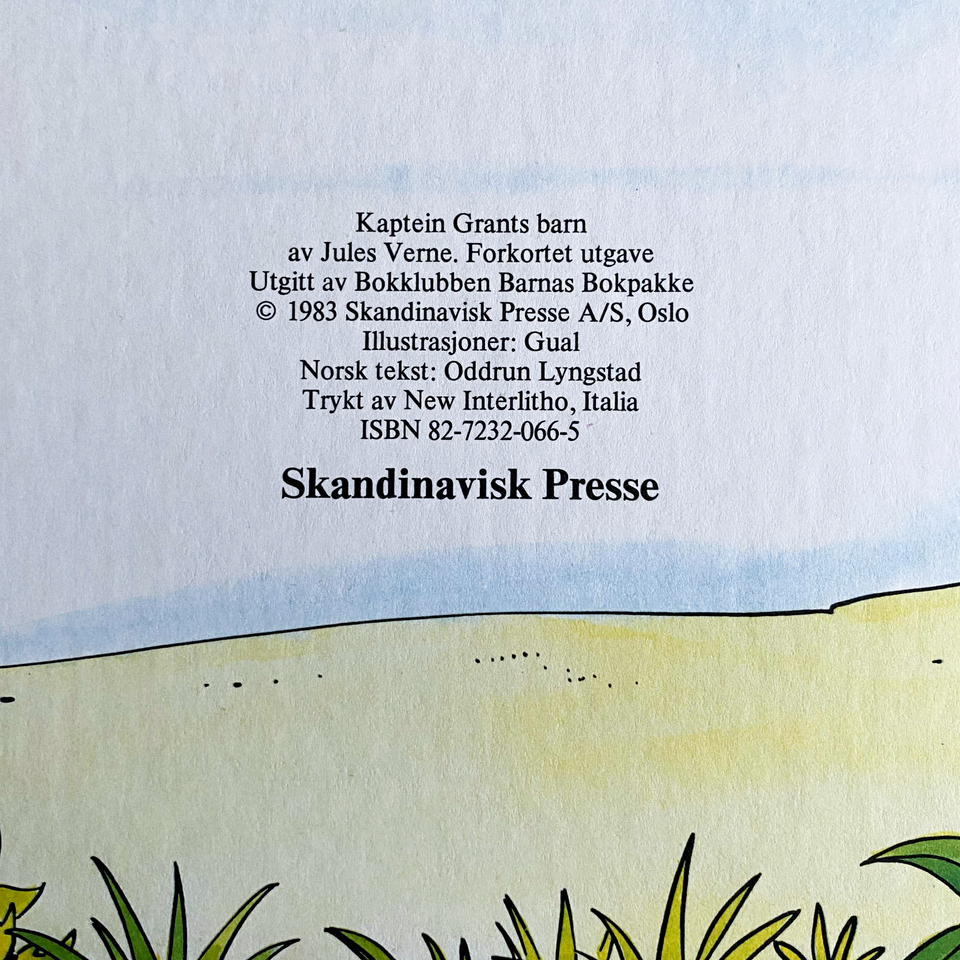 Kaptein Grants barn
av Jules Verne. Forkortet utgave
Utgitt av Bokklubben Barnas Bokpakke
© 1983 Skandinavisk Presse A/S, Oslo
Illustrasjoner: Gual
Norsk tekst: Oddrun Lyngstad
Trykt av New Interlitho, Italia
ISBN 82-7232-066-5
Skandinavisk Presse